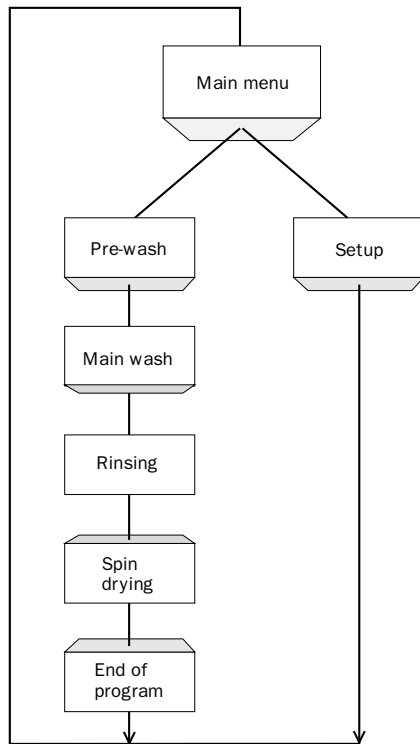 Main menu
Pre-wash
Setup
Main wash
Rinsing
Spin
drying
End of
program